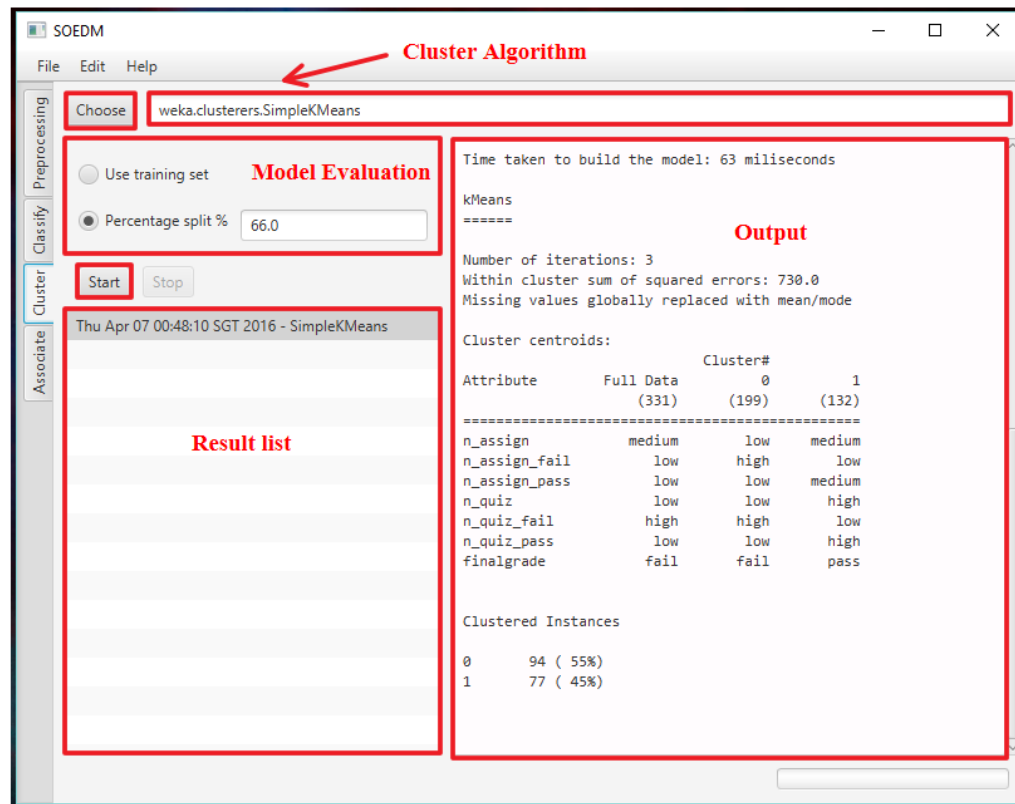 SOEDM
File Edit Help
Cluster Algorithm
Preprocessing
Classify
Cluster
Associate
Choose
weka.clusterers.SimpleKMeans
Use training set
Model Evaluation
Percentage split %
66.0
Start
Stop
Thu Apr 07 00:48:10 SGT 2016 - SimpleKMeans
Result list
Time taken to build the model: 63 miliseconds
kMeans
======
Output
Number of iterations: 3
Within cluster sum of squared errors: 730.0
Missing values globally replaced with mean/mode
Cluster centroids:
Cluster#
Attribute Full Data 0 1
(331) (199) (132)
=================================================
n_assign medium low medium
n_assign_fail low high low
n_assign_pass low low medium
n_quiz low low high
n_quiz_fail high high low
n_quiz_pass low low high
finalgrade fail fail pass
Clustered Instances
0 94 ( 55%)
1 77 ( 45%)